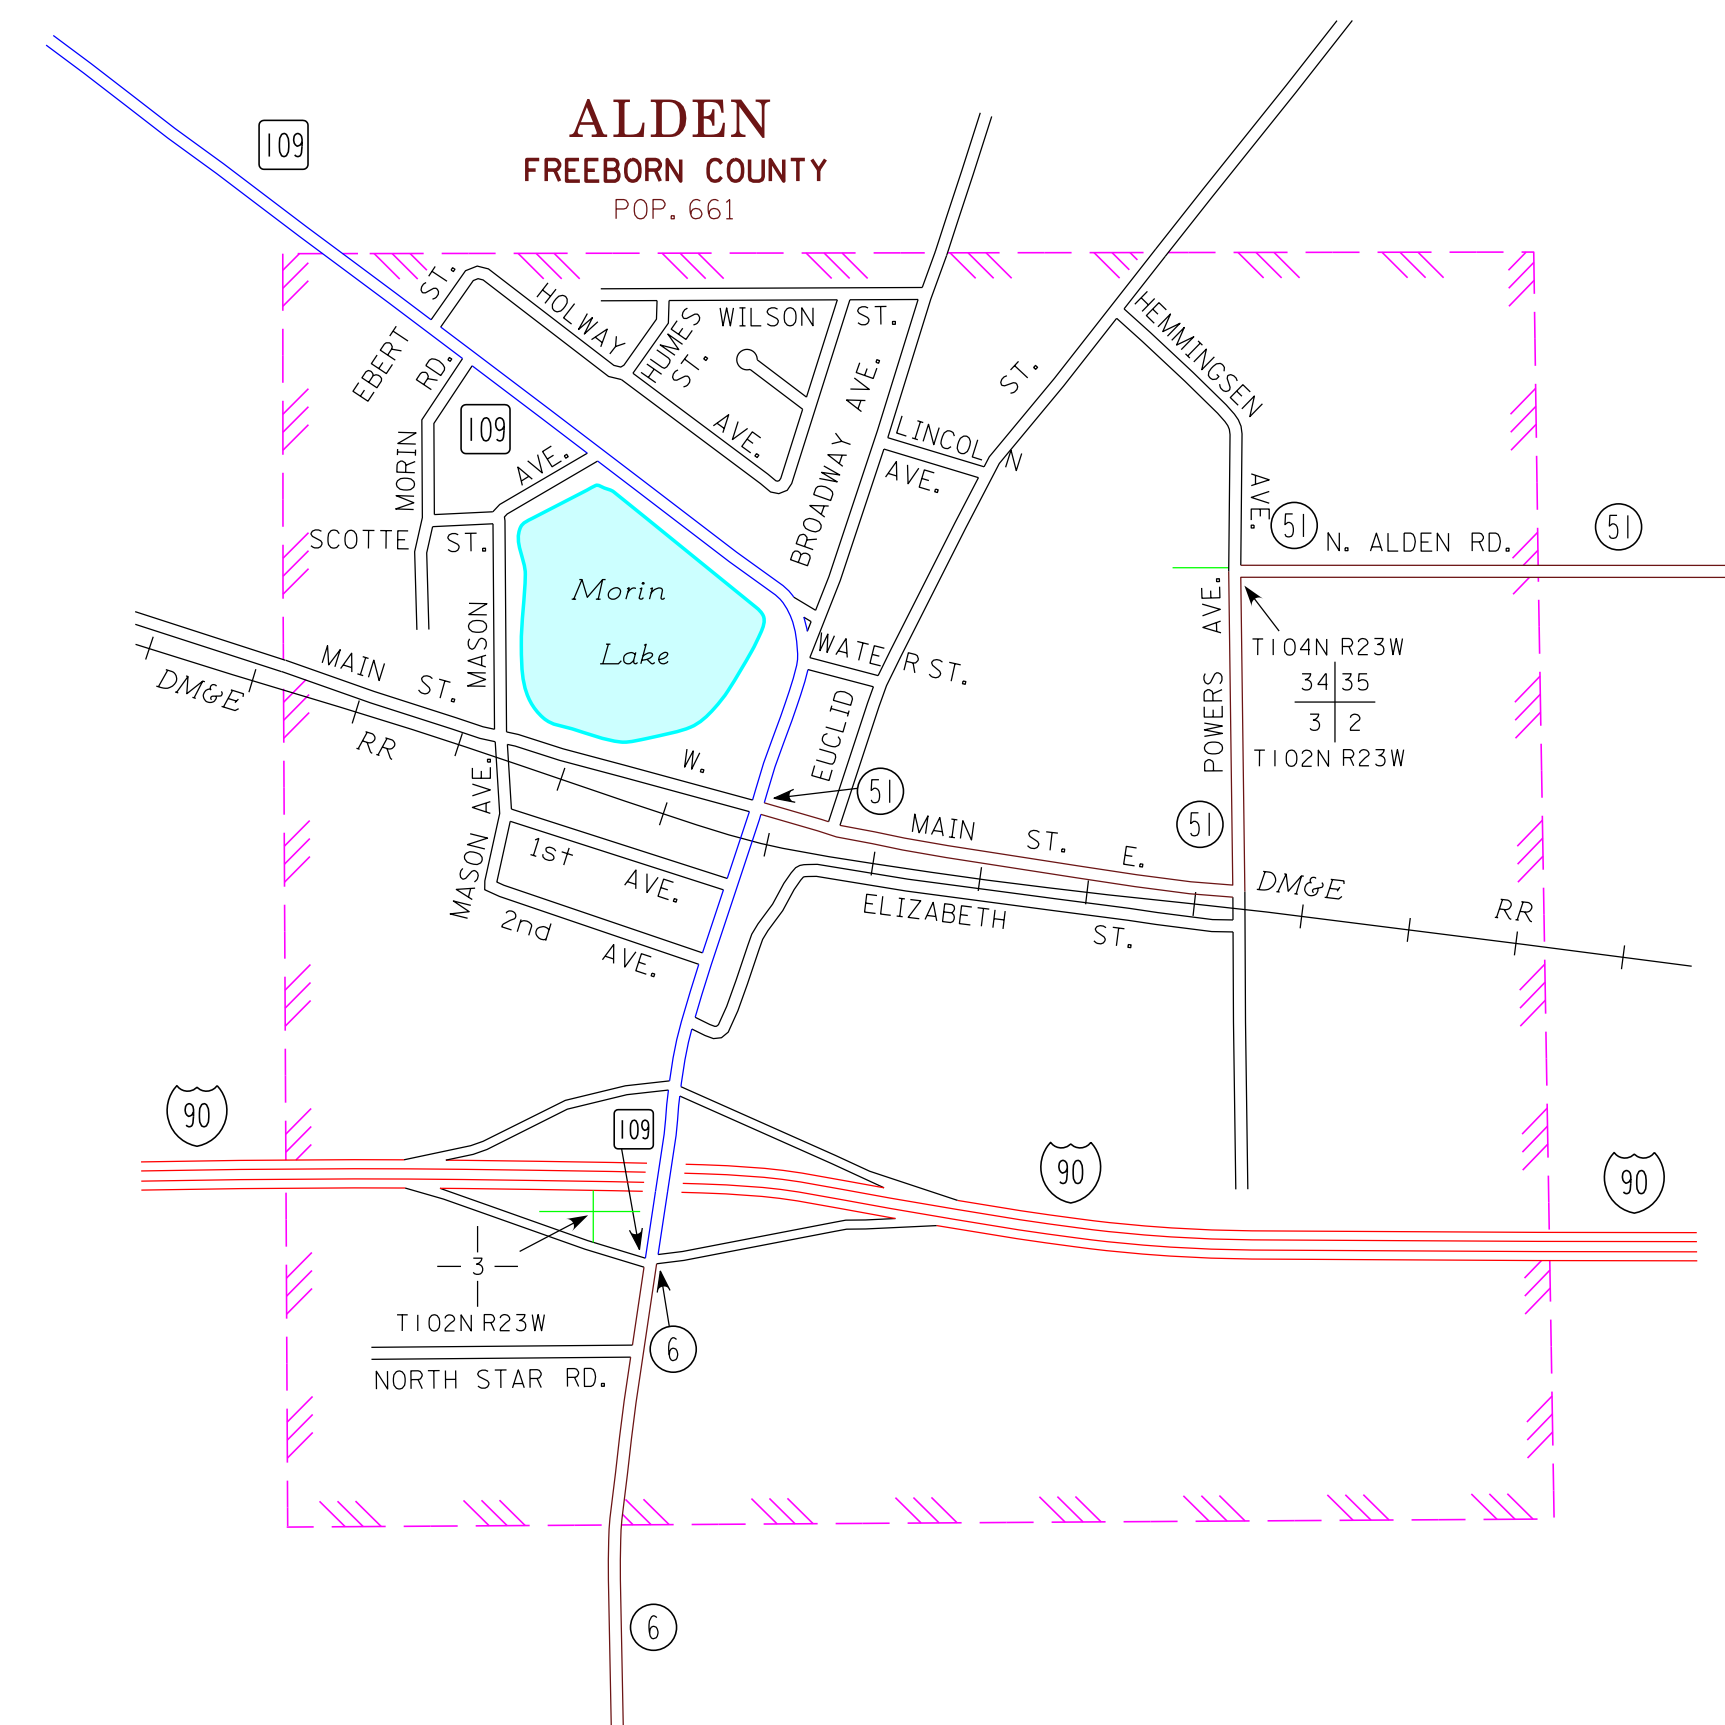 ALDEN
FREEBORN COUNTY
POP. 661
109
EBERT ST.
HOLWAY AVE.
HUMES ST.
WILSON ST.
BROADWAY AVE.
HEMMINGSEN AVE.
MORIN RD.
109
MASON AVE.
LINCOLN AVE.
ST.
SCOTTE ST.
51
N. ALDEN RD.
51
Morin
Lake
WATER ST.
EUCLID
POWERS AVE.
T104N R23W
34 35
3 2
T102N R23W
MAIN ST.
W.
DM&E
RR
51
51
MAIN ST. E.
MASON AVE.
1st AVE.
2nd AVE.
ELIZABETH ST.
DM&E
RR
90
109
90
90
3
T102N R23W
6
NORTH STAR RD.
6